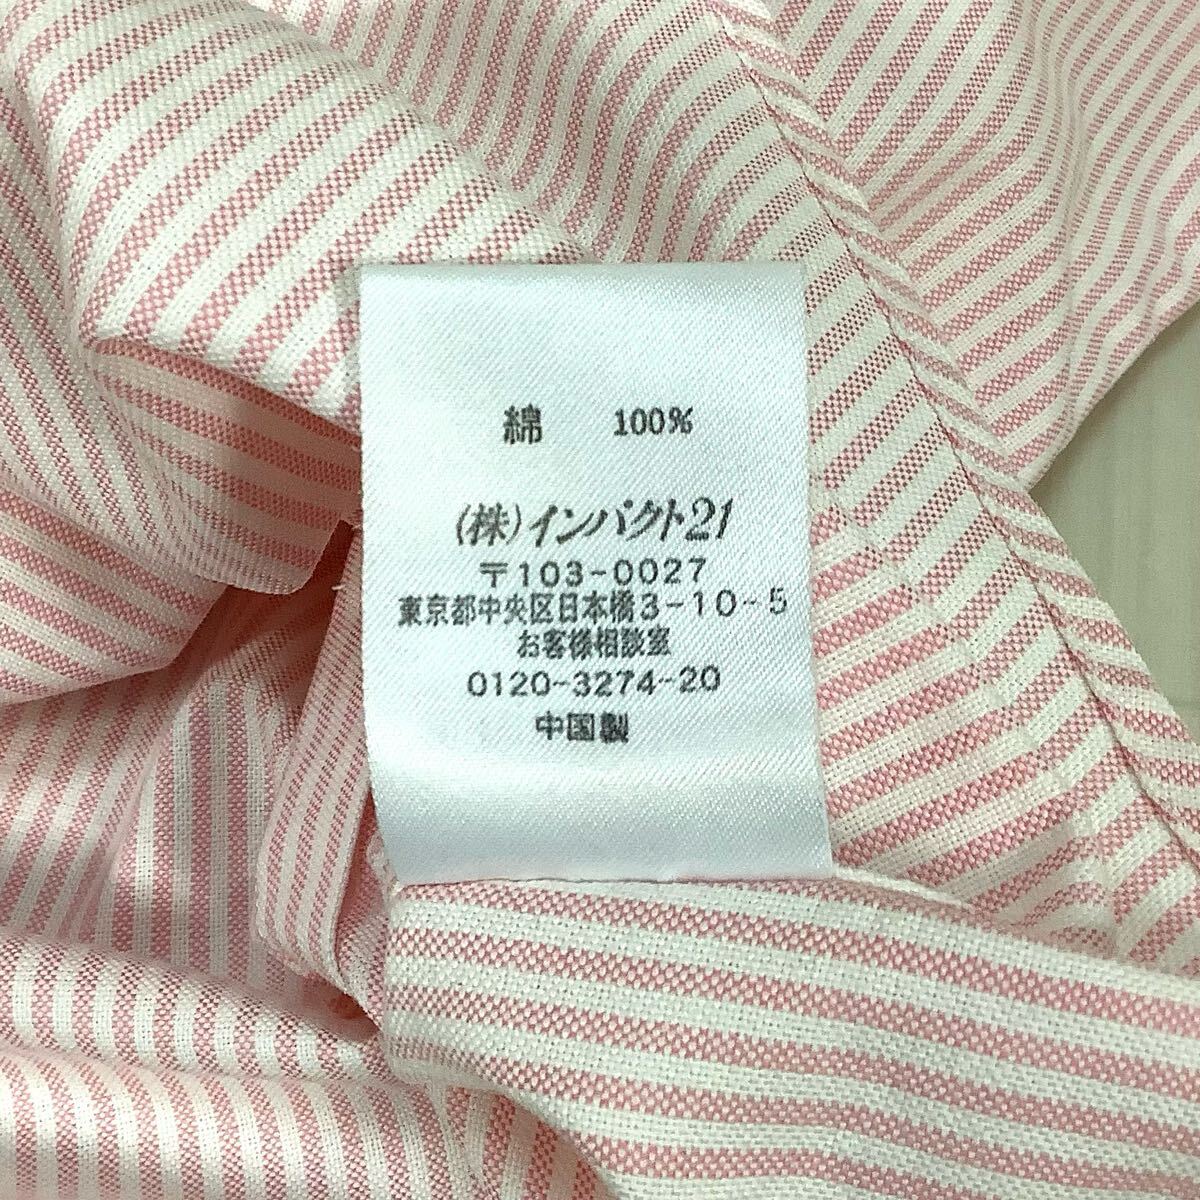 綿 100%
(株)インパクト21
〒103-0027
東京都中央区日本橋3-10-5
お客様相談室
0120-3274-20
中国製